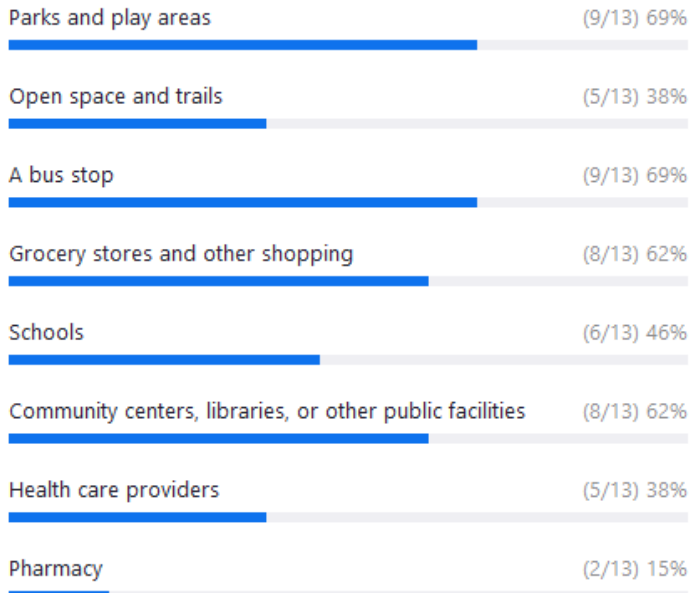 Parks and play areas (9/13) 69%
Open space and trails (5/13) 38%
A bus stop (9/13) 69%
Grocery stores and other shopping (8/13) 62%
Schools (6/13) 46%
Community centers, libraries, or other public facilities (8/13) 62%
Health care providers (5/13) 38%
Pharmacy (2/13) 15%